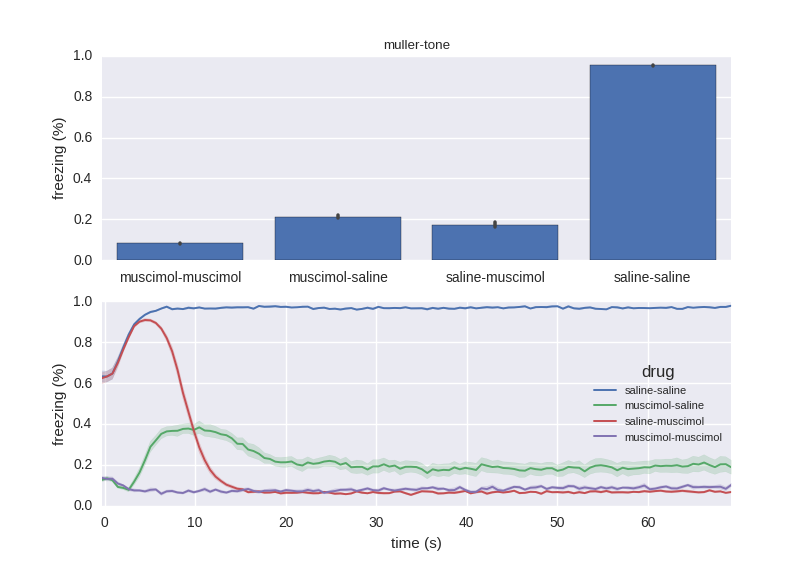 muller-tone
1.0
0.8
0.6
0.4
0.2
0.0
freezing (%)
muscimol-muscimol muscimol-saline saline-muscimol saline-saline
1.0
0.8
0.6
0.4
0.2
0.0
freezing (%)
drug
saline-saline
muscimol-saline
saline-muscimol
muscimol-muscimol
0 10 20 30 40 50 60
time (s)